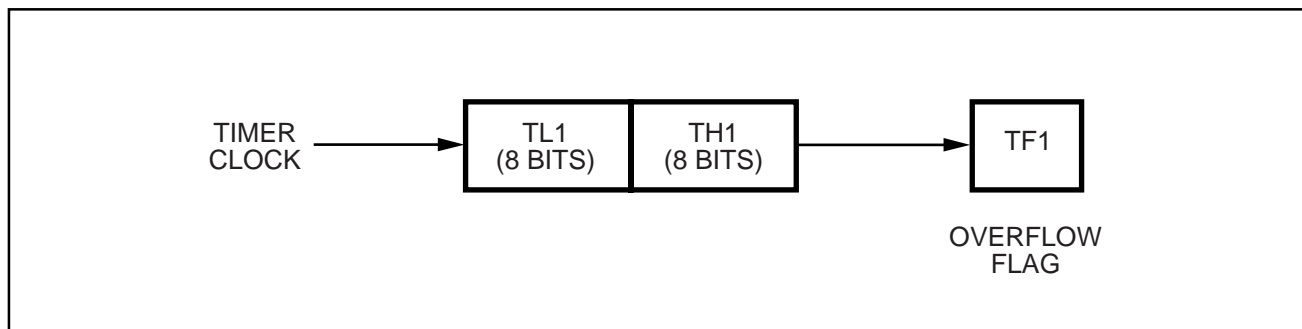 TIMER
CLOCK
TL1
(8 BITS)
TH1
(8 BITS)
TF1
OVERFLOW
FLAG